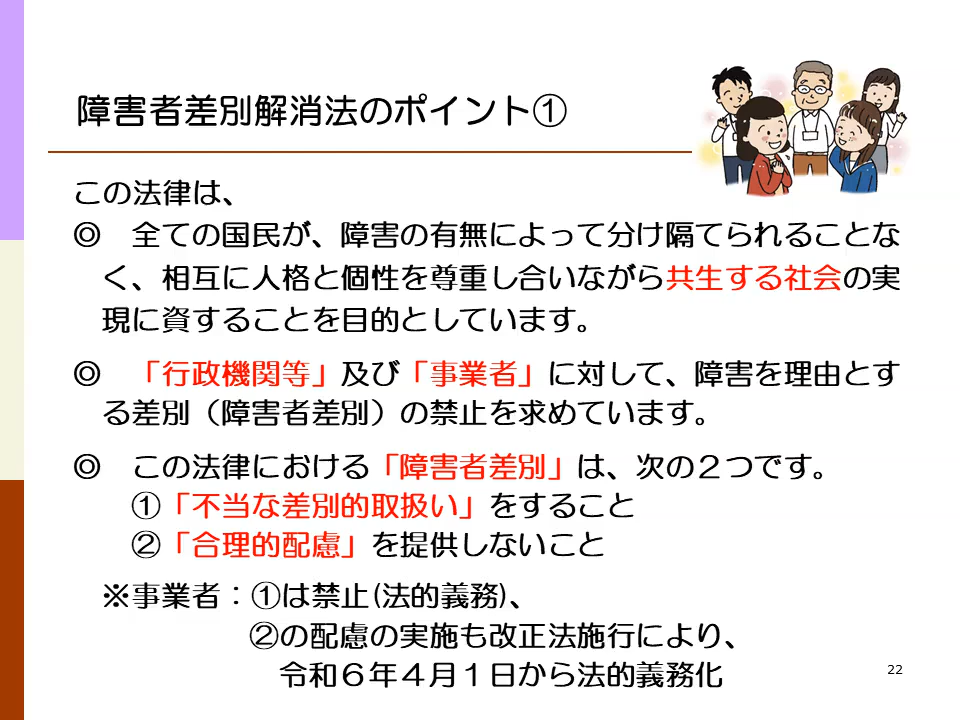 障害者差別解消法のポイント①
この法律は、
◎　全ての国民が、障害の有無によって分け隔てられることな
く、相互に人格と個性を尊重し合いながら共生する社会の実
現に資することを目的としています。
◎　「行政機関等」及び「事業者」に対して、障害を理由とす
る差別（障害者差別）の禁止を求めています。
◎　この法律における「障害者差別」は、次の２つです。
①「不当な差別的取扱い」をすること
②「合理的配慮」を提供しないこと
※事業者：①は禁止(法的義務)、
②の配慮の実施も改正法施行により、
令和６年４月１日から法的義務化
22